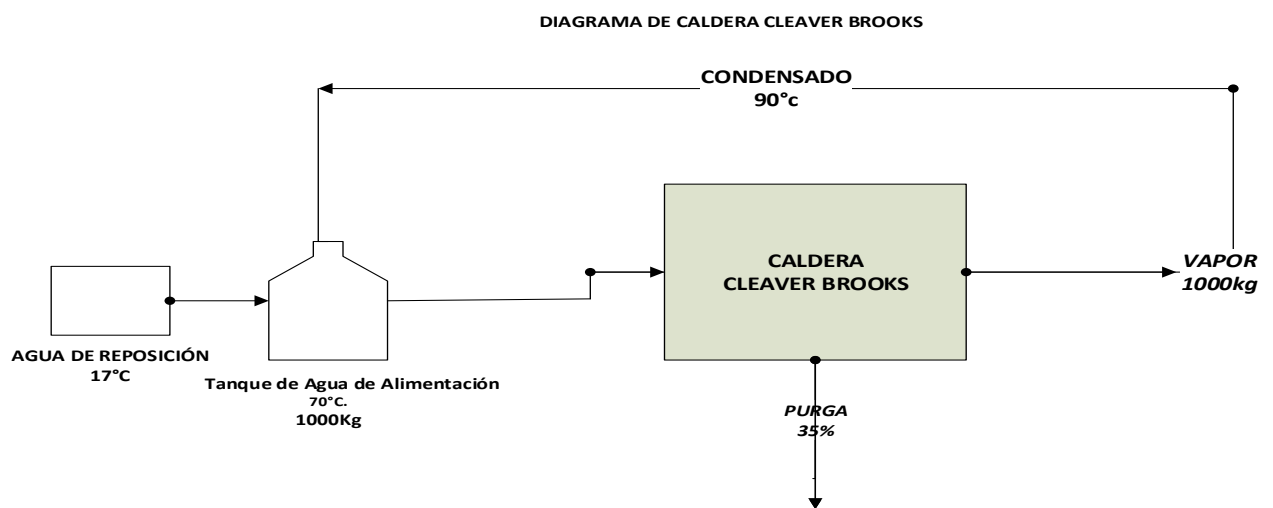 DIAGRAMA DE CALDERA CLEAVER BROOKS
CONDENSADO
90°c
CALDERA
CLEAVER BROOKS
VAPOR
1000kg
AGUA DE REPOSICIÓN
17°C
Tanque de Agua de Alimentación
70°C.
1000Kg
PURGA
35%